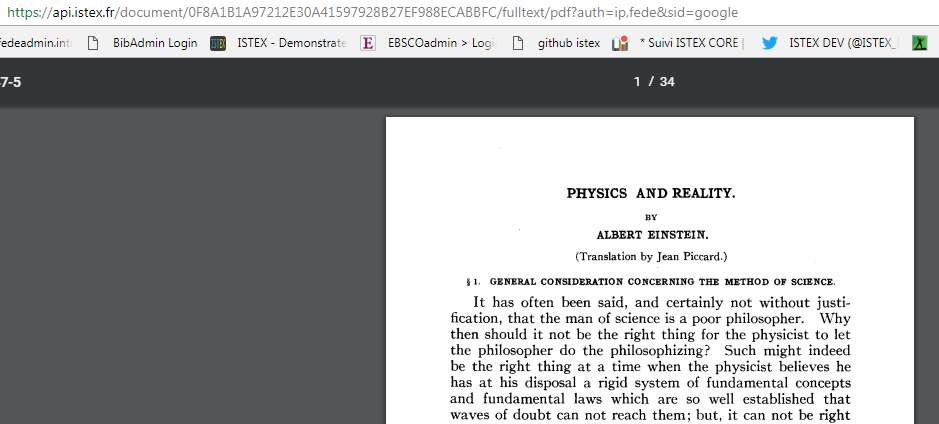 https://api.istex.fr/document/0F8A1B1A97212E30A41597928B27EF988ECABBFC/fulltext/pdf?auth=ip,fede&sid=google
fedeadmin.int BibAdmin Login ISTEX - Demonstrate E EBSCOadmin > Logi github istex * Suivi ISTEX CORE | ISTEX DEV (@ISTEX_
7-5 1 / 34
PHYSICS AND REALITY.
BY
ALBERT EINSTEIN.
(Translation by Jean Piccard.)
§ 1. GENERAL CONSIDERATION CONCERNING THE METHOD OF SCIENCE.
It has often been said, and certainly not without justi-
fication, that the man of science is a poor philosopher. Why
then should it not be the right thing for the physicist to let
the philosopher do the philosophizing? Such might indeed
be the right thing at a time when the physicist believes he
has at his disposal a rigid system of fundamental concepts
and fundamental laws which are so well established that
waves of doubt can not reach them; but, it can not be right